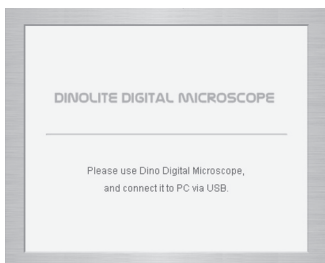 DINOLITE DIGITAL MICROSCOPE
Please use Dino Digital Microscope,
and connect it to PC via USB.